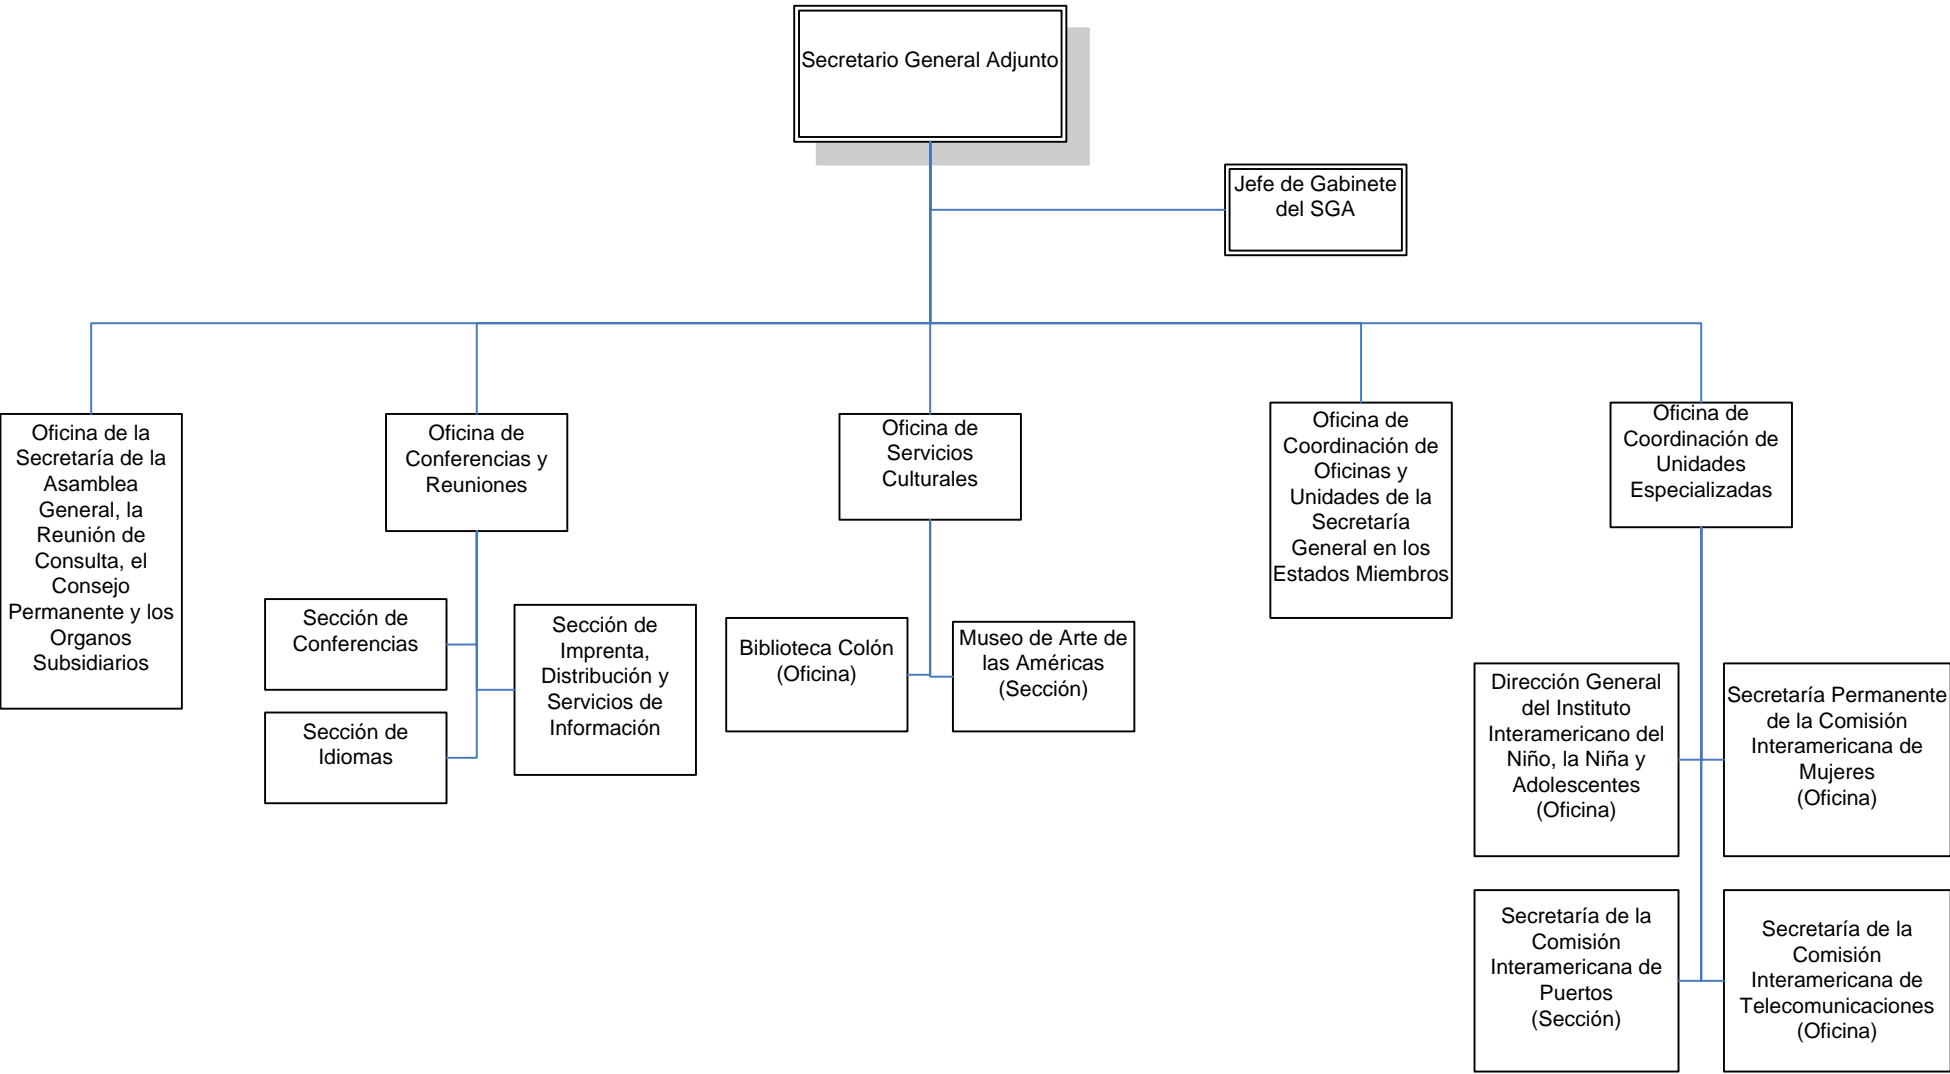 Secretario General Adjunto
Jefe de Gabinete
del SGA
Oficina de la
Secretaría de la
Asamblea
General, la
Reunión de
Consulta, el
Consejo
Permanente y los
Organos
Subsidiarios
Oficina de
Conferencias y
Reuniones
Oficina de
Servicios
Culturales
Oficina de
Coordinación de
Oficinas y
Unidades de la
Secretaría
General en los
Estados Miembros
Oficina de
Coordinación de
Unidades
Especializadas
Sección de
Conferencias
Sección de
Idiomas
Sección de
Imprenta,
Distribución y
Servicios de
Información
Biblioteca Colón
(Oficina)
Museo de Arte de
las Américas
(Sección)
Dirección General
del Instituto
Interamericano del
Niño, la Niña y
Adolescentes
(Oficina)
Secretaría Permanente
de la Comisión
Interamericana de
Mujeres
(Oficina)
Secretaría de la
Comisión
Interamericana de
Puertos
(Sección)
Secretaría de la
Comisión
Interamericana de
Telecomunicaciones
(Oficina)